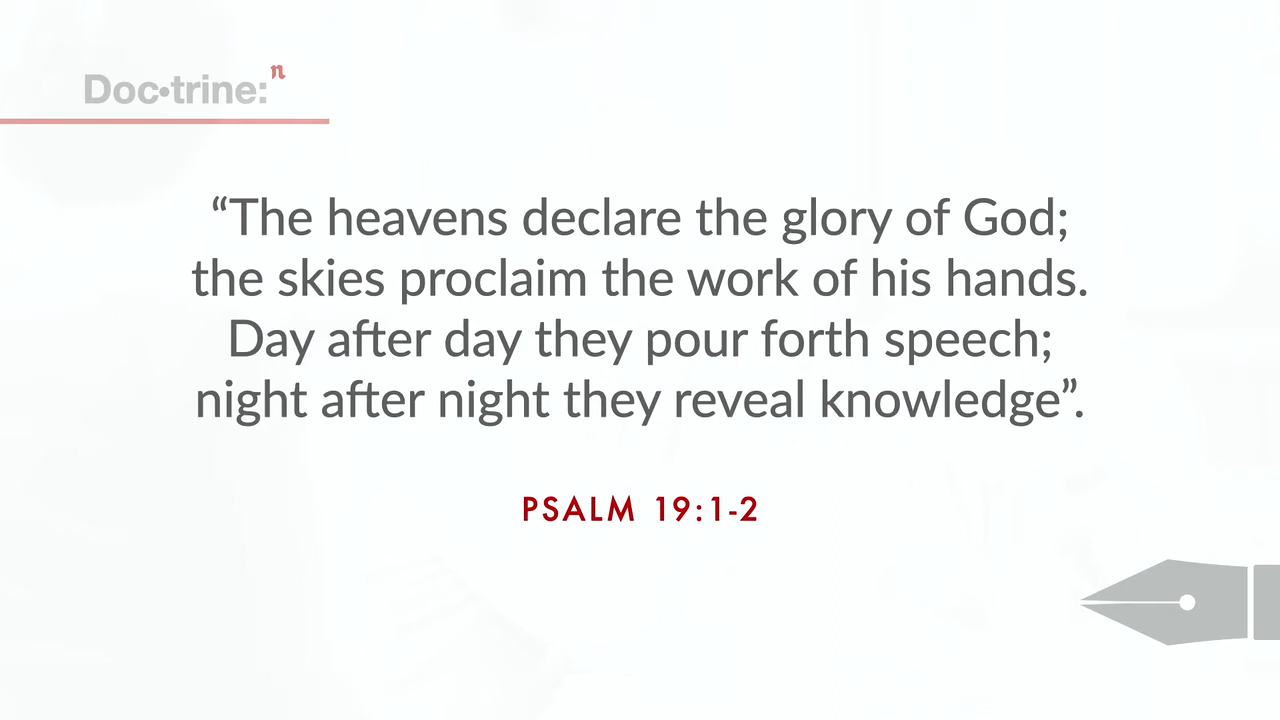 Doc•trine:n
“The heavens declare the glory of God;
the skies proclaim the work of his hands.
Day after day they pour forth speech;
night after night they reveal knowledge”.
PSALM 19:1-2